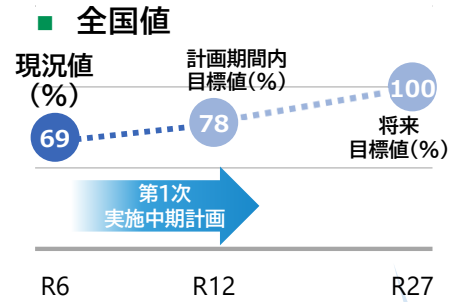 ■ 全国値
現況値
(%)
計画期間内
目標値(%)
69
78
100
将来
目標値(%)
第1次
実施中期計画
R6
R12
R27